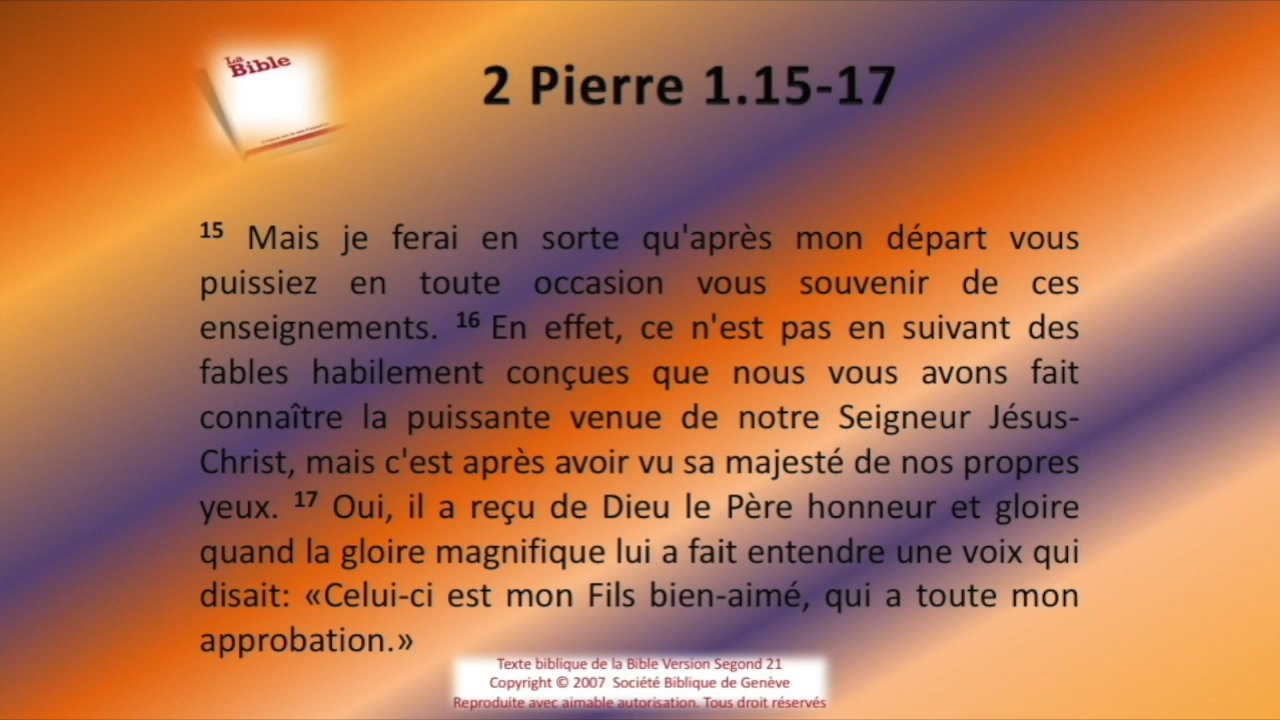 La
Bible
2 Pierre 1.15-17
15 Mais je ferai en sorte qu'après mon départ vous
puissiez en toute occasion vous souvenir de ces
enseignements. 16 En effet, ce n'est pas en suivant des
fables habilement conçues que nous vous avons fait
connaître la puissante venue de notre Seigneur Jésus-
Christ, mais c'est après avoir vu sa majesté de nos propres
yeux. 17 Oui, il a reçu de Dieu le Père honneur et gloire
quand la gloire magnifique lui a fait entendre une voix qui
disait: «Celui-ci est mon Fils bien-aimé, qui a toute mon
approbation.»
Texte biblique de la Bible Version Segond 21
Copyright © 2007 Société Biblique de Genève
Reproduite avec aimable autorisation. Tous droit réservés